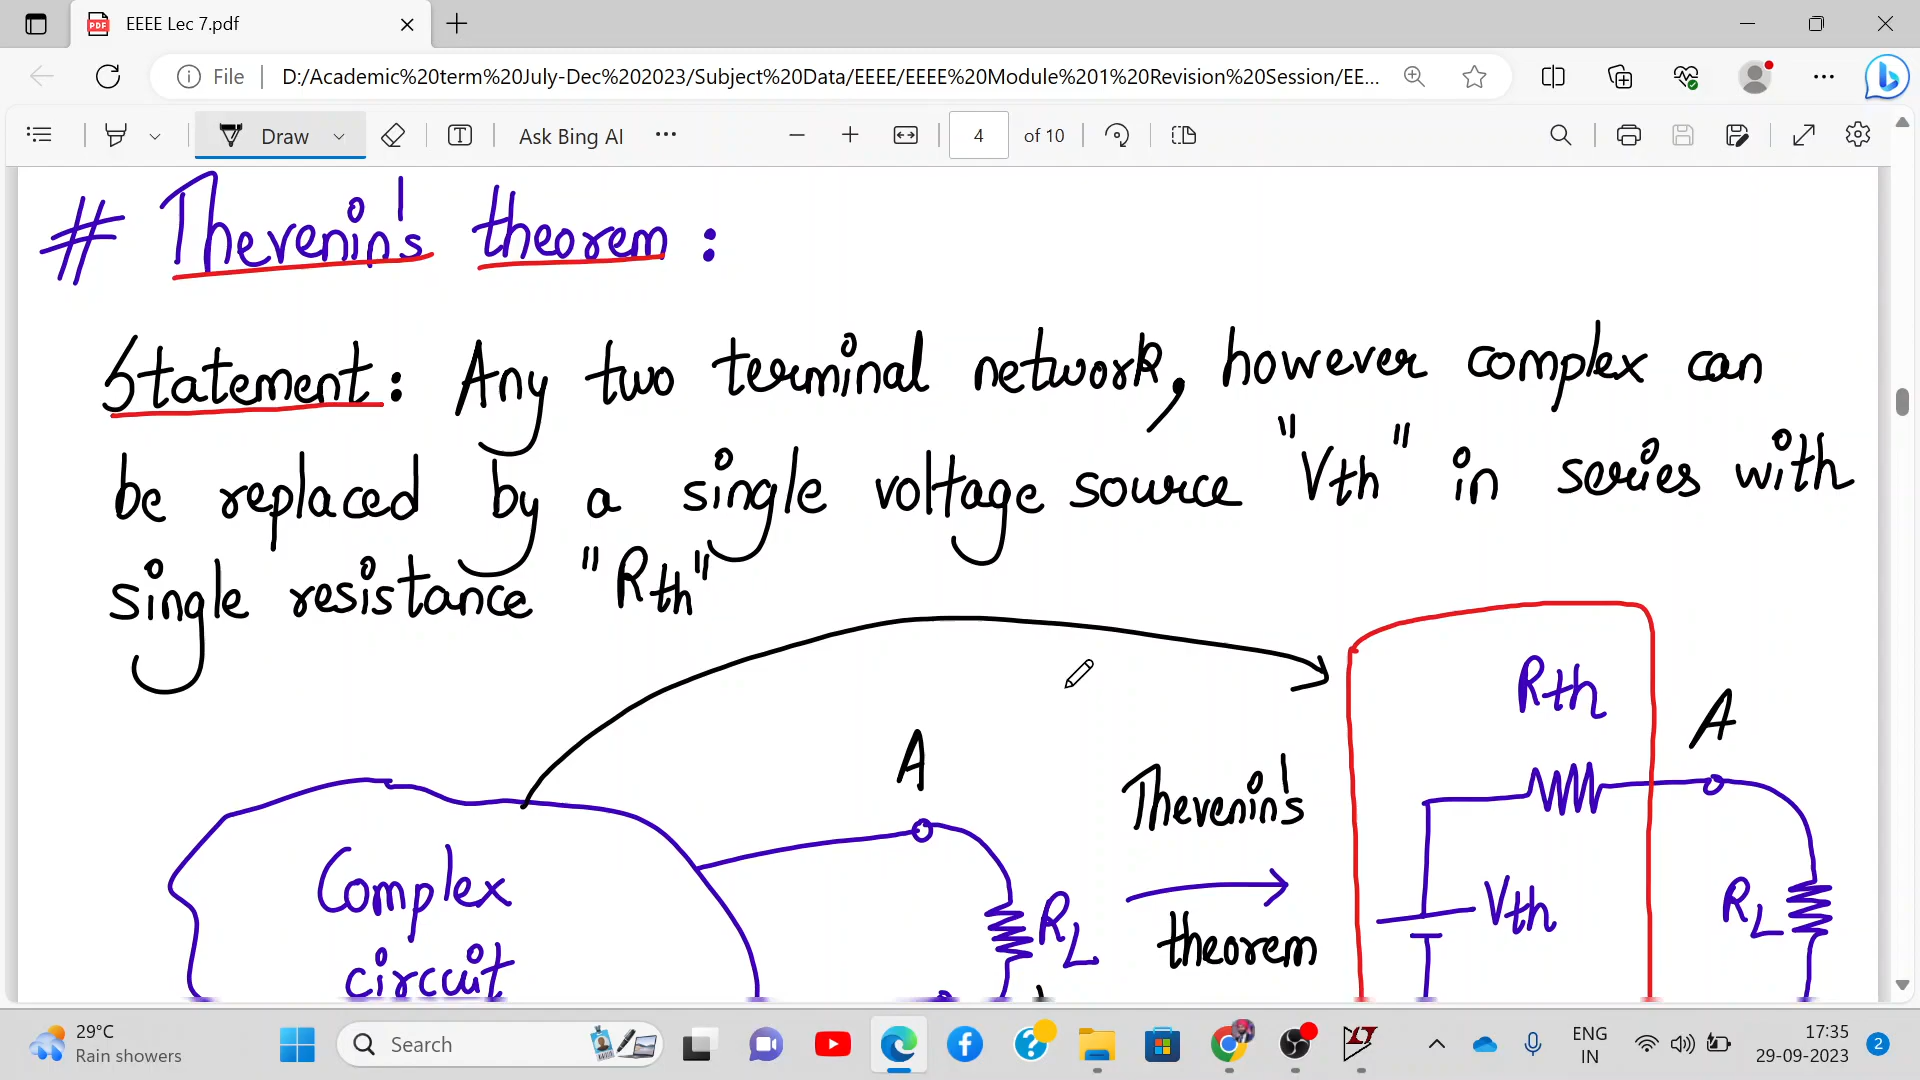 EEEE Lec 7.pdf
File
D:/Academic%20term%20July-Dec%202023/Subject%20Data/EEEE/EEEE%20Module%201%20Revision%20Session/EE...
Draw
Ask Bing AI
4 of 10
# Thevenin's theorem :
Statement: Any two terminal network, however complex can
be replaced by a single voltage source "Vth" in series with
single resistance "Rth"
Rth
A
A
Thevenin's
theorem
Complex
circuit
RL
Vth
RL
29°C
Rain showers
Search
ENG
IN
17:35
29-09-2023
2